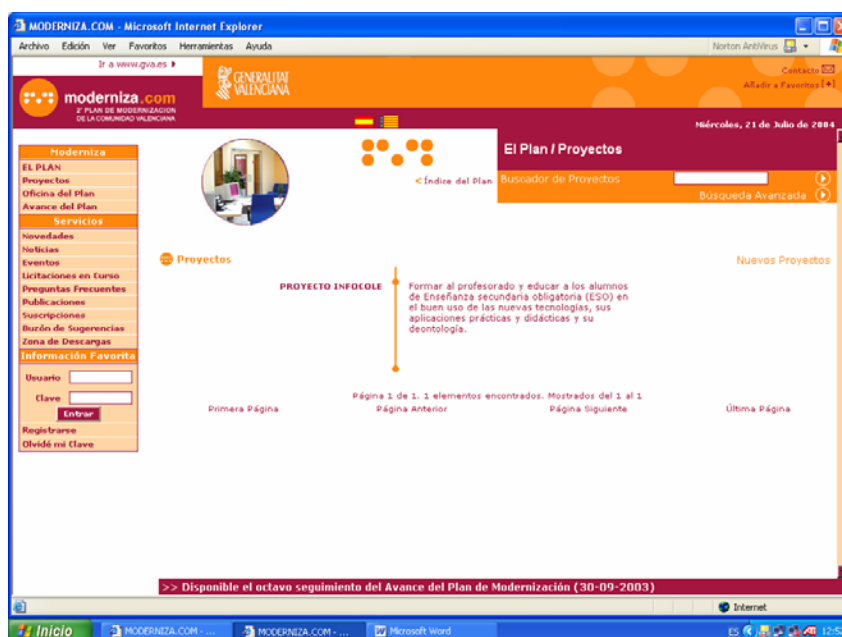 MODERNIZA.COM - Microsoft Internet Explorer
Archivo Edición Ver Favoritos Herramientas Ayuda
Norton AntiVirus
Ir a www.gva.es
GENERALITAT
VALENCIANA
Contacto
Añadir a Favoritos [+]
moderniza.com
2º PLAN DE MODERNIZACION
DE LA COMUNIDAD VALENCIANA
Miércoles, 21 de Julio de 2004
El Plan / Proyectos
<Índice del Plan
Buscador de Proyectos
Búsqueda Avanzada
Moderniza
EL PLAN
Proyectos
Oficina del Plan
Avance del Plan
Servicios
Novedades
Noticias
Eventos
Licitaciones en Curso
Preguntas Frecuentes
Publicaciones
Suscripciones
Buzón de Sugerencias
Zona de Descargas
Información Favorita
Usuario
Clave
Entrar
Registrarse
Olvidé mi Clave
Proyectos
Nuevos Proyectos
PROYECTO INFOCOLE
Formar al profesorado y educar a los alumnos
de Enseñanza secundaria obligatoria (ESO) en
el buen uso de las nuevas tecnologías, sus
aplicaciones prácticas y didácticas y su
deontología.
Página 1 de 1. 1 elementos encontrados. Mostrados del 1 al 1
Primera Página Página Anterior Página Siguiente Última Página
>> Disponible el octavo seguimiento del Avance del Plan de Modernización (30-09-2003)
Internet
Inicio
MODERNIZA.COM - ...
MODERNIZA.COM - ...
Microsoft Word
ES